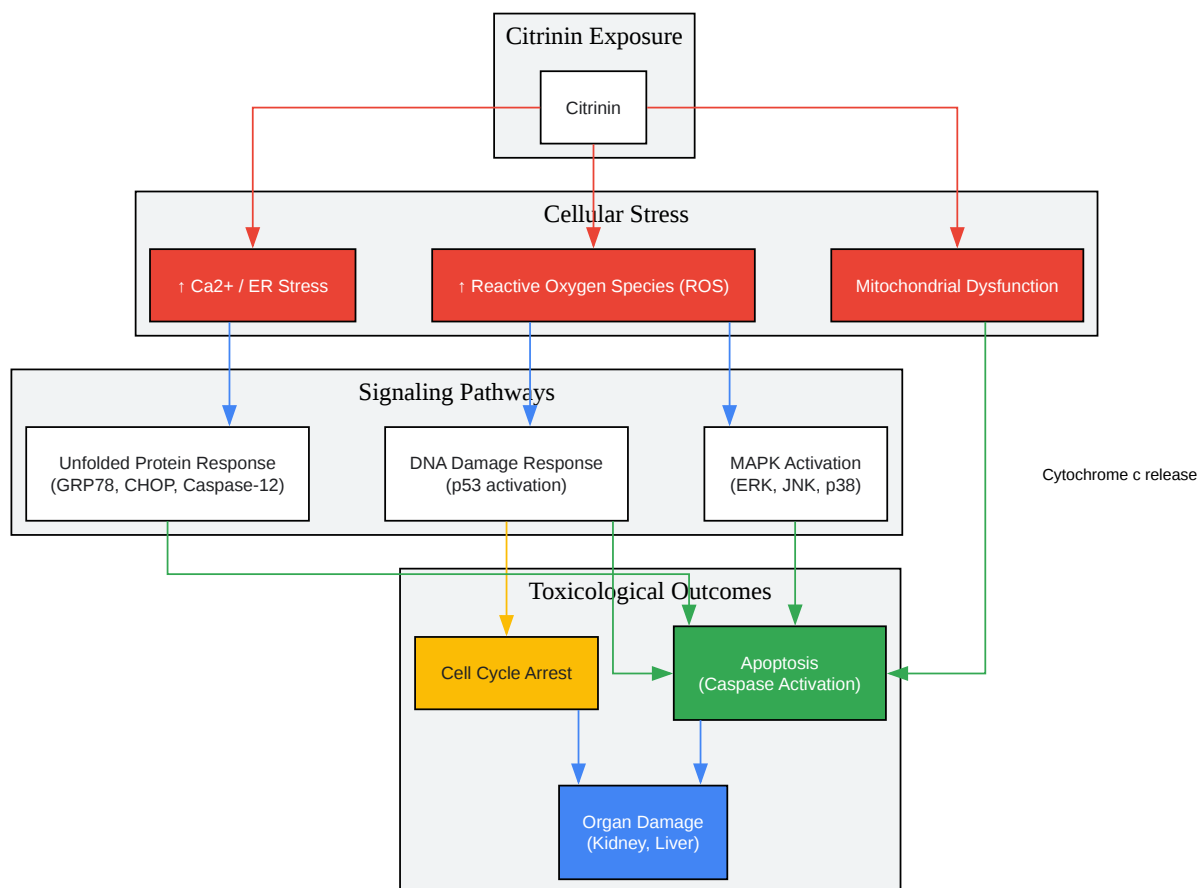 Citrinin Exposure
Citrinin
Cellular Stress
↑ Ca2+ / ER Stress
↑ Reactive Oxygen Species (ROS)
Mitochondrial Dysfunction
Signaling Pathways
Unfolded Protein Response
(GRP78, CHOP, Caspase-12)
DNA Damage Response
(p53 activation)
MAPK Activation
(ERK, JNK, p38)
Cytochrome c release
Toxicological Outcomes
Cell Cycle Arrest
Apoptosis
(Caspase Activation)
Organ Damage
(Kidney, Liver)